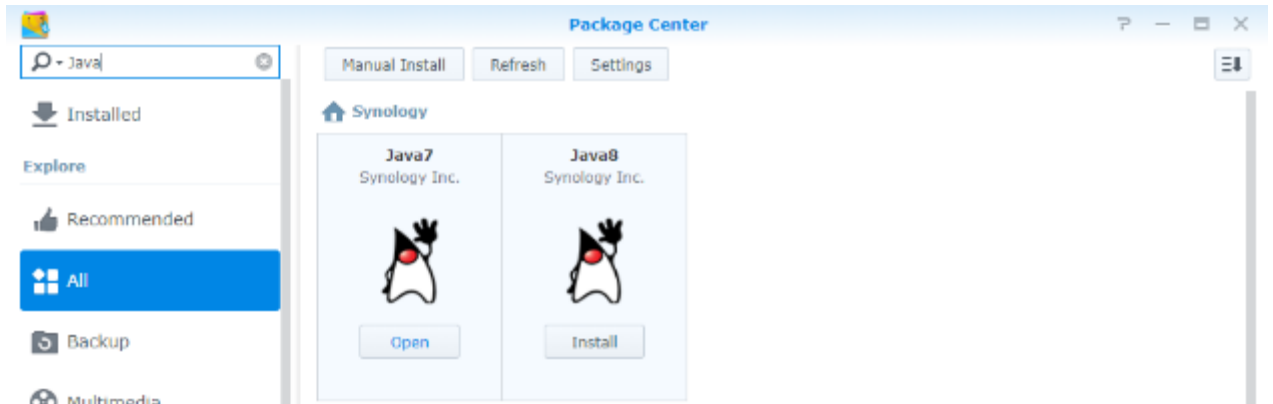 Package Center
Java
Manual Install Refresh Settings
Installed
Synology
Explore
Java7 Java8
Synology Inc. Synology Inc.
Recommended
All
Open Install
Backup
Multimedia